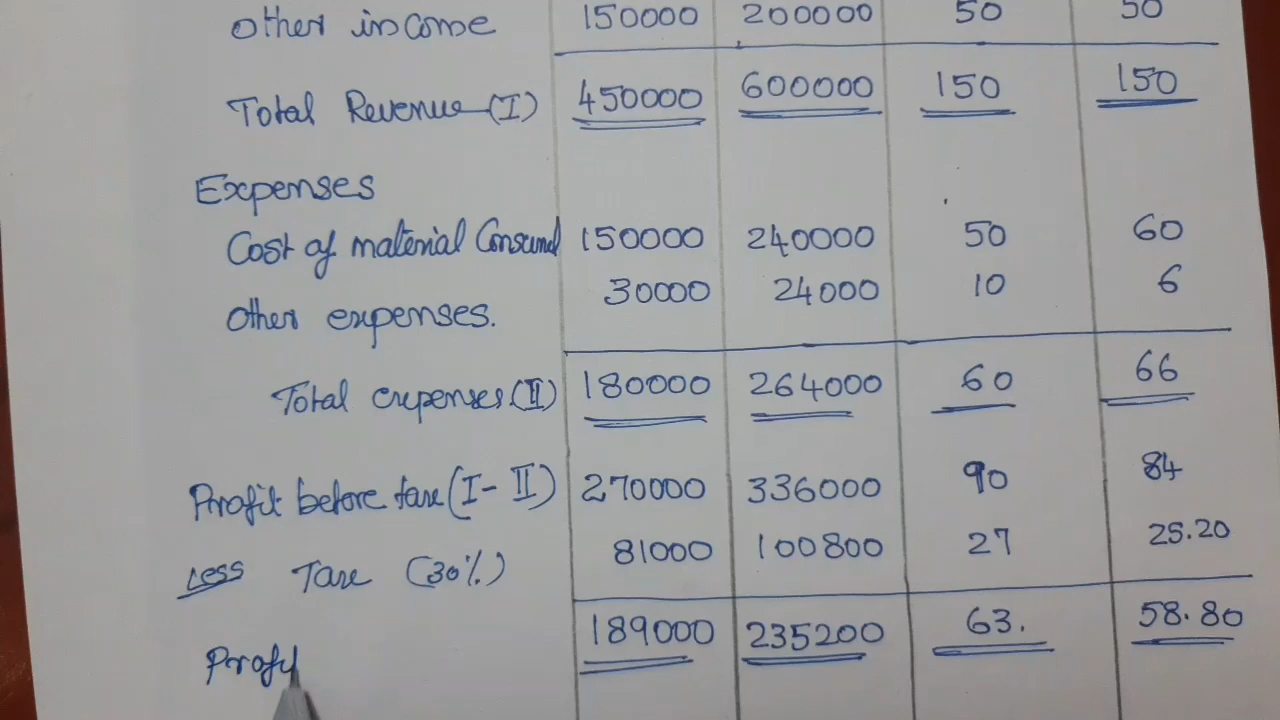 Other income 150000 200000 50 50
Total Revenue (I) 450000 600000 150 150
Expenses
Cost of material Consumed 150000 240000 50 60
Other expenses. 30000 24000 10 6
Total expenses (II) 180000 264000 60 66
Profit before tax (I - II) 270000 336000 90 84
Less Tax (30%) 81000 100800 27 25.20
Profi 189000 235200 63. 58.80